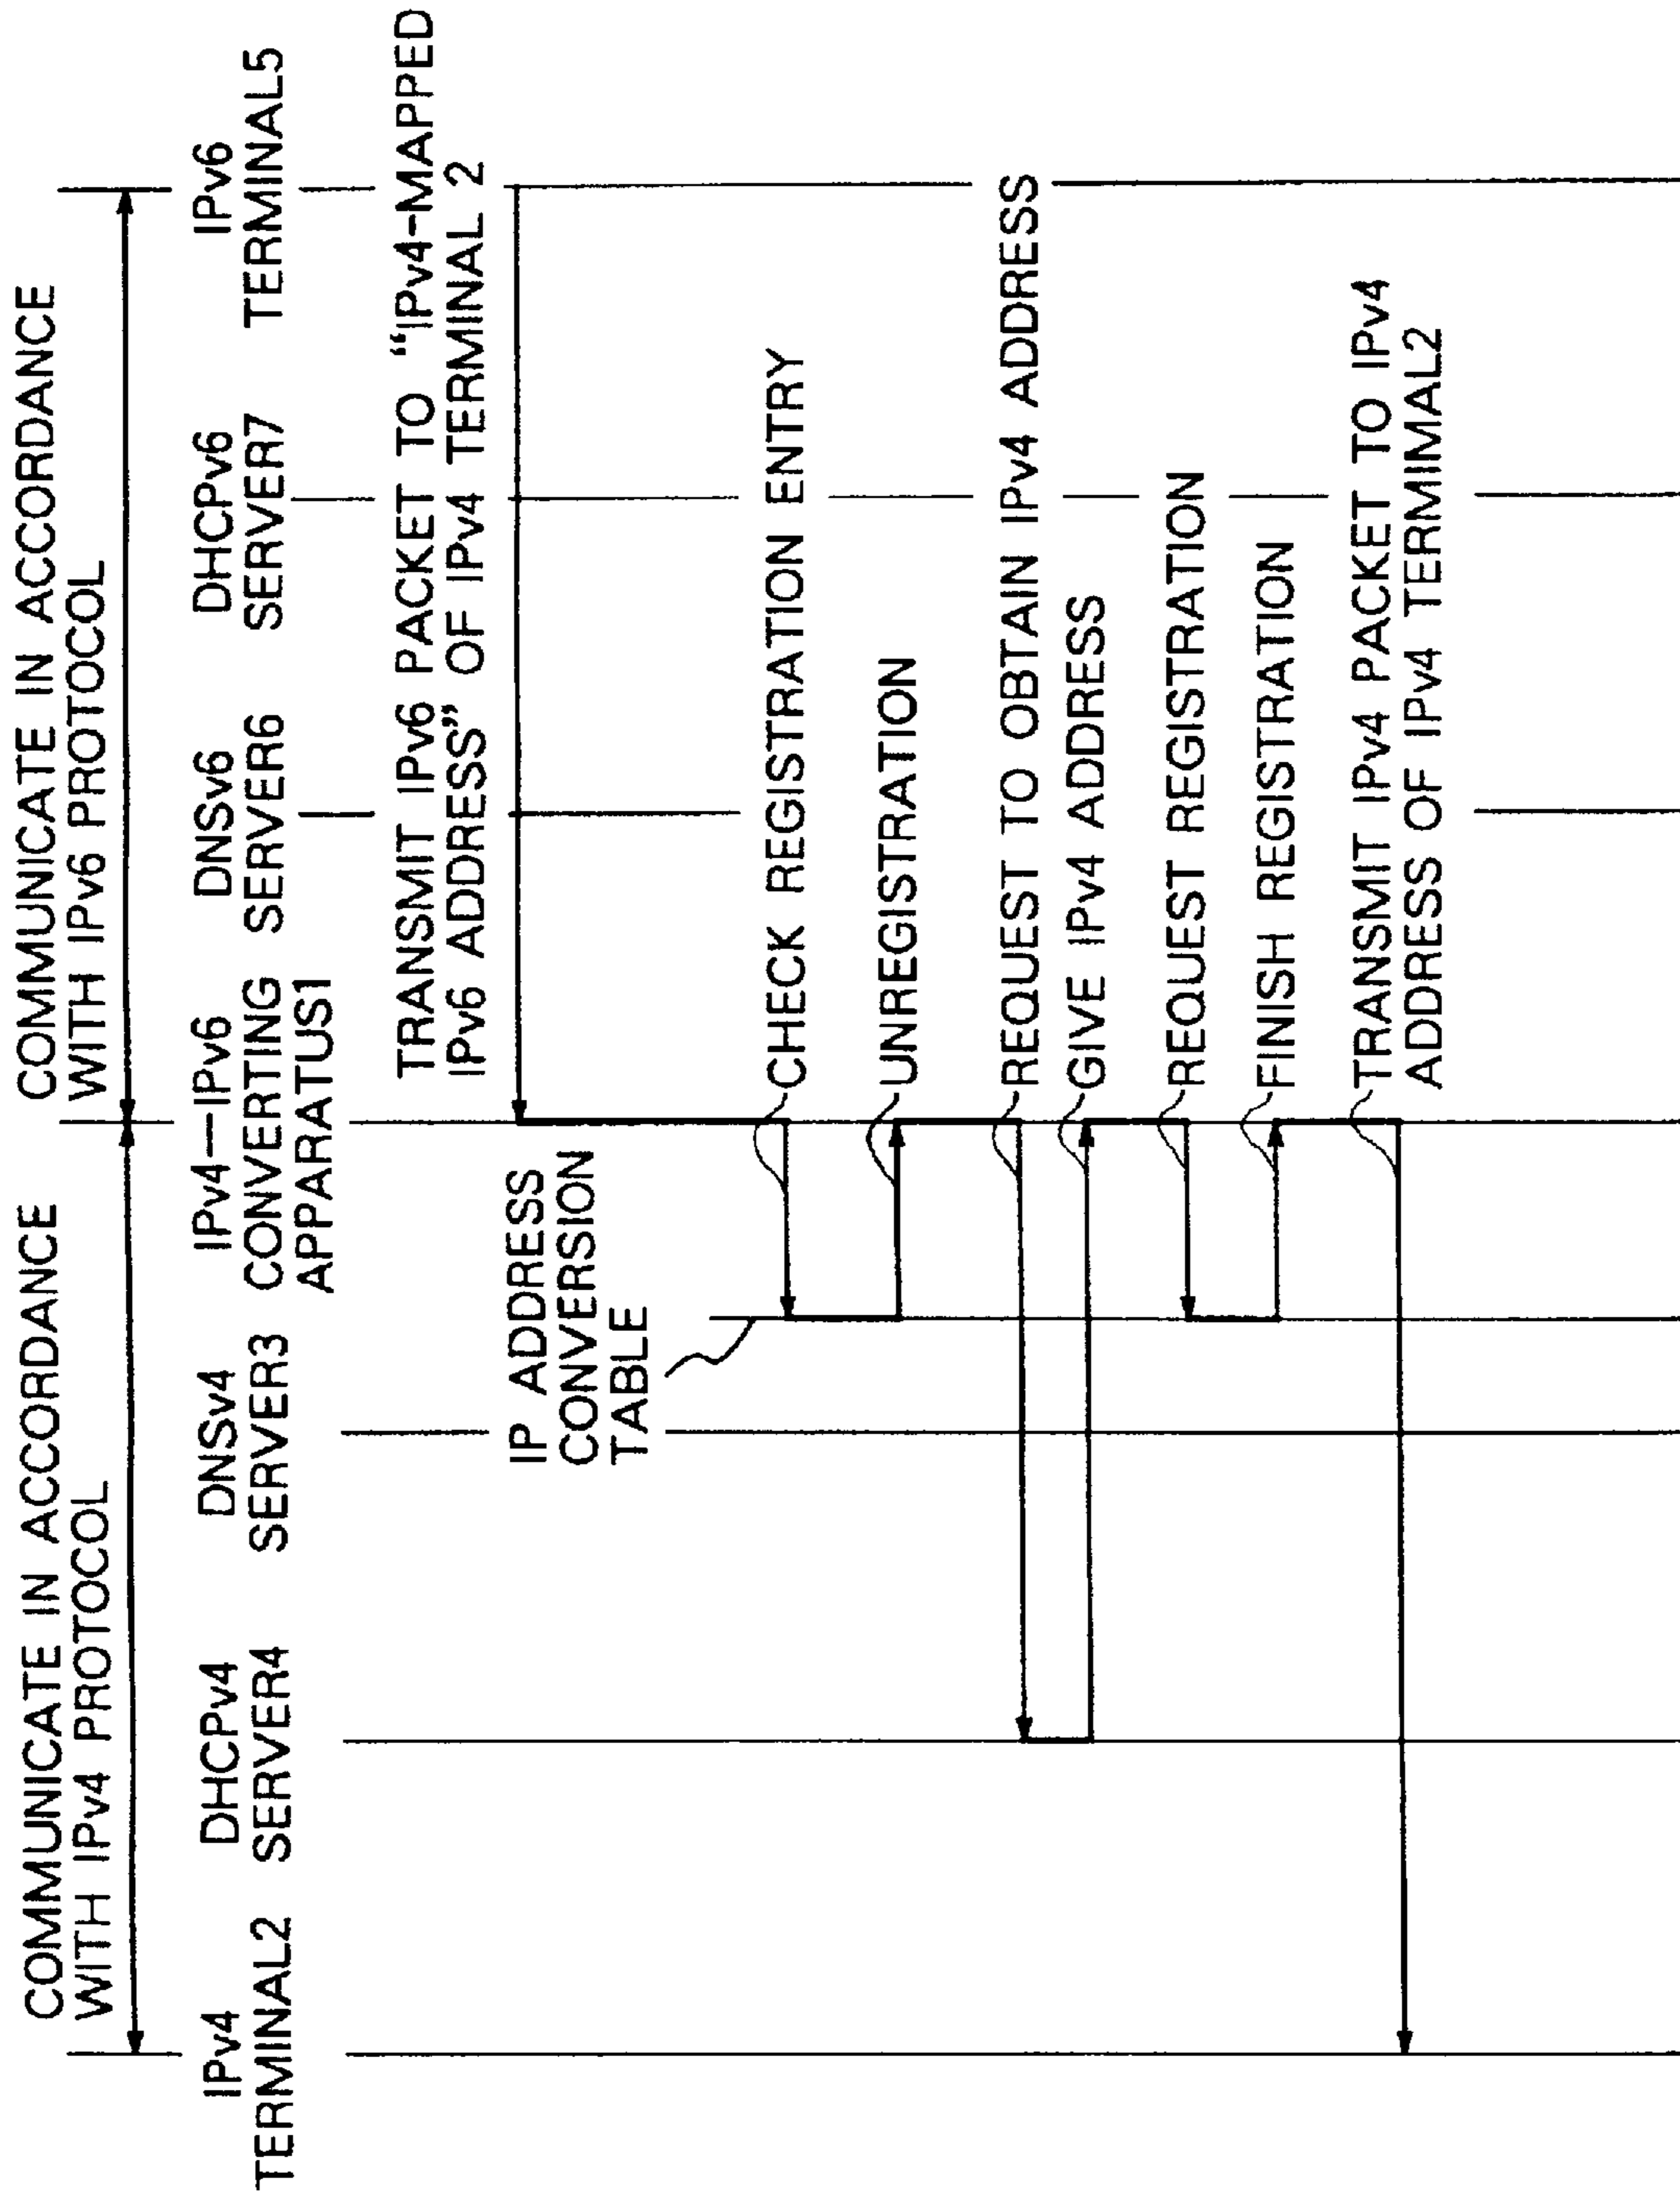 COMMUNICATE IN ACCORDANCE
WITH IPv4 PROTOCOL
COMMUNICATE IN ACCORDANCE
WITH IPv6 PROTOCOL
IPv4
TERMINAL2
DHCPv4
SERVER4
DNSv4
SERVER3
IPv4—IPv6
CONVERTING
APPARATUS1
DNSv6
SERVER6
DHCPv6
SERVER7
IPv6
TERMINAL5
TRANSMIT IPv6 PACKET TO "IPv4-MAPPED
IPv6 ADDRESS" OF IPv4 TERMINAL 2
IP ADDRESS
CONVERSION
TABLE
CHECK REGISTRATION ENTRY
UNREGISTRATION
REQUEST TO OBTAIN IPv4 ADDRESS
GIVE IPv4 ADDRESS
REQUEST REGISTRATION
FINISH REGISTRATION
TRANSMIT IPv4 PACKET TO IPv4
ADDRESS OF IPv4 TERMIMAL2